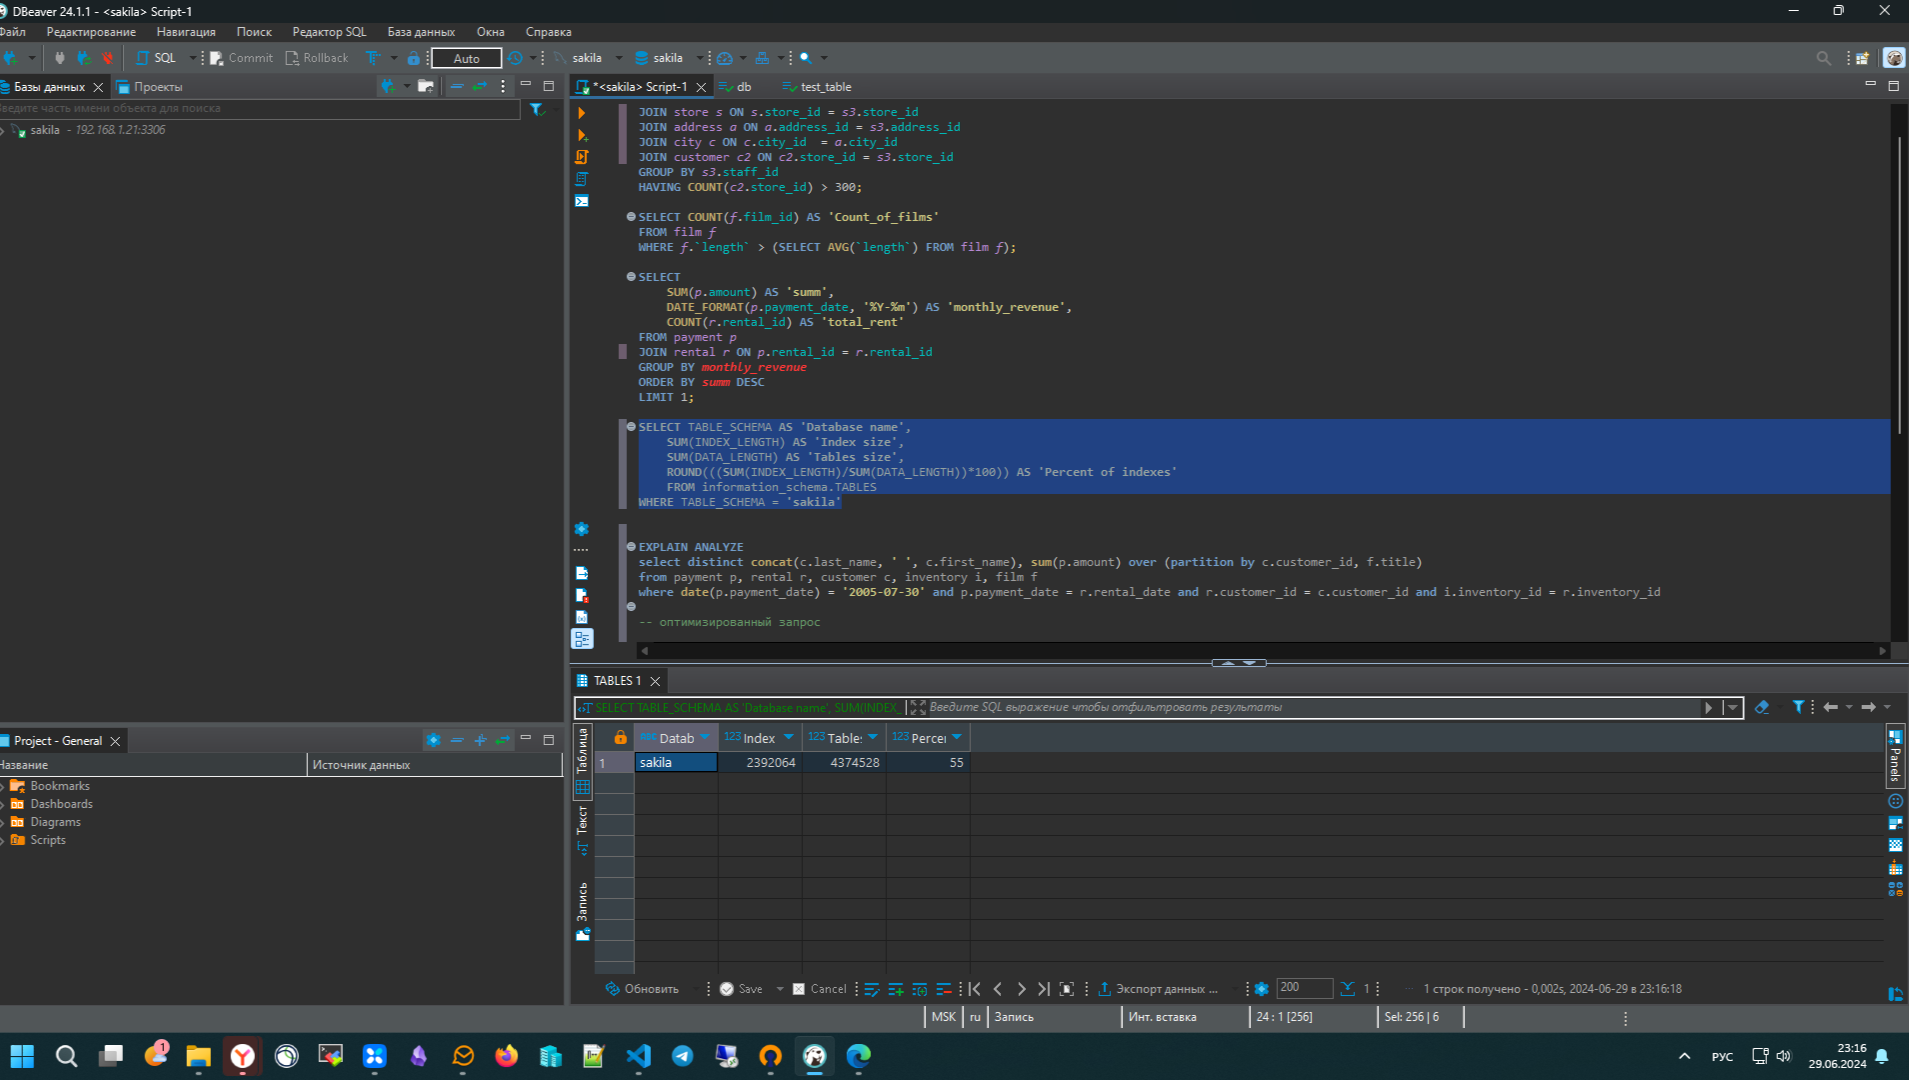 DBeaver 24.1.1 - <sakila> Script-1
Файл Редактирование Навигация Поиск Редактор SQL База данных Окна Справка
SQL Commit Rollback Auto sakila sakila
Базы данных Проекты
Введите часть имени объекта для поиска
sakila - 192.168.1.21:3306
*<sakila> Script-1 db test_table
JOIN store s ON s.store_id = s3.store_id
JOIN address a ON a.address_id = s3.address_id
JOIN city c ON c.city_id  = a.city_id
JOIN customer c2 ON c2.store_id = s3.store_id
GROUP BY s3.staff_id
HAVING COUNT(c2.store_id) > 300;
SELECT COUNT(f.film_id) AS 'Count_of_films'
FROM film f
WHERE f.`length` > (SELECT AVG(`length`) FROM film f);
SELECT
SUM(p.amount) AS 'summ',
DATE_FORMAT(p.payment_date, '%Y-%m') AS 'monthly_revenue',
COUNT(r.rental_id) AS 'total_rent'
FROM payment p
JOIN rental r ON p.rental_id = r.rental_id
GROUP BY monthly_revenue
ORDER BY summ DESC
LIMIT 1;
SELECT TABLE_SCHEMA AS 'Database name',
SUM(INDEX_LENGTH) AS 'Index size',
SUM(DATA_LENGTH) AS 'Tables size',
ROUND(((SUM(INDEX_LENGTH)/SUM(DATA_LENGTH))*100)) AS 'Percent of indexes'
FROM information_schema.TABLES
WHERE TABLE_SCHEMA = 'sakila'
EXPLAIN ANALYZE
select distinct concat(c.last_name, ' ', c.first_name), sum(p.amount) over (partition by c.customer_id, f.title)
from payment p, rental r, customer c, inventory i, film f
where date(p.payment_date) = '2005-07-30' and p.payment_date = r.rental_date and r.customer_id = c.customer_id and i.inventory_id = r.inventory_id
-- оптимизированный запрос
TABLES 1
SELECT TABLE_SCHEMA AS 'Database name', SUM(INDEX_ Введите SQL выражение чтобы отфильтровать результаты
Таблица
Текст
Запись
Datab 123 Index 123 Table: 123 Percer
1 sakila 2392064 4374528 55
Panels
Обновить Save Cancel Экспорт данных ... 200 1 1 строк получено - 0,002s, 2024-06-29 в 23:16:18
Project - General
Название Источник данных
Bookmarks
Dashboards
Diagrams
Scripts
MSK ru Запись Инт. вставка 24 : 1 [256] Sel: 256 | 6
1
РУС
23:16
29.06.2024